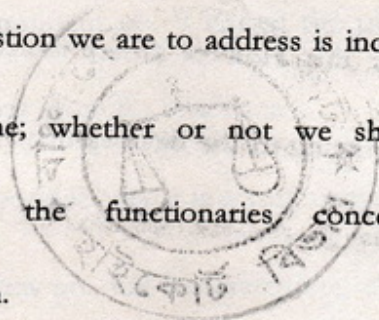 stion we are to address is inc
ne; whether or not we sh
the functionaries, conce
হাইকোর্ট বিভাগ